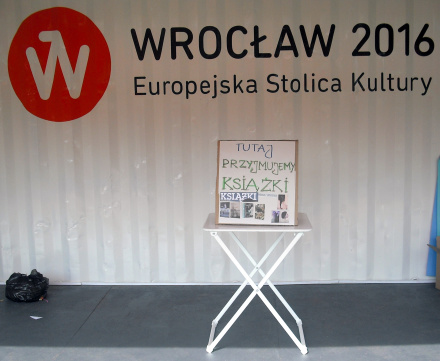 W
WROCŁAW 2016
Europejska Stolica Kultury
TUTAJ
PRZYJMUJEMY
KSIĄŻKI
KSIĄŻKI